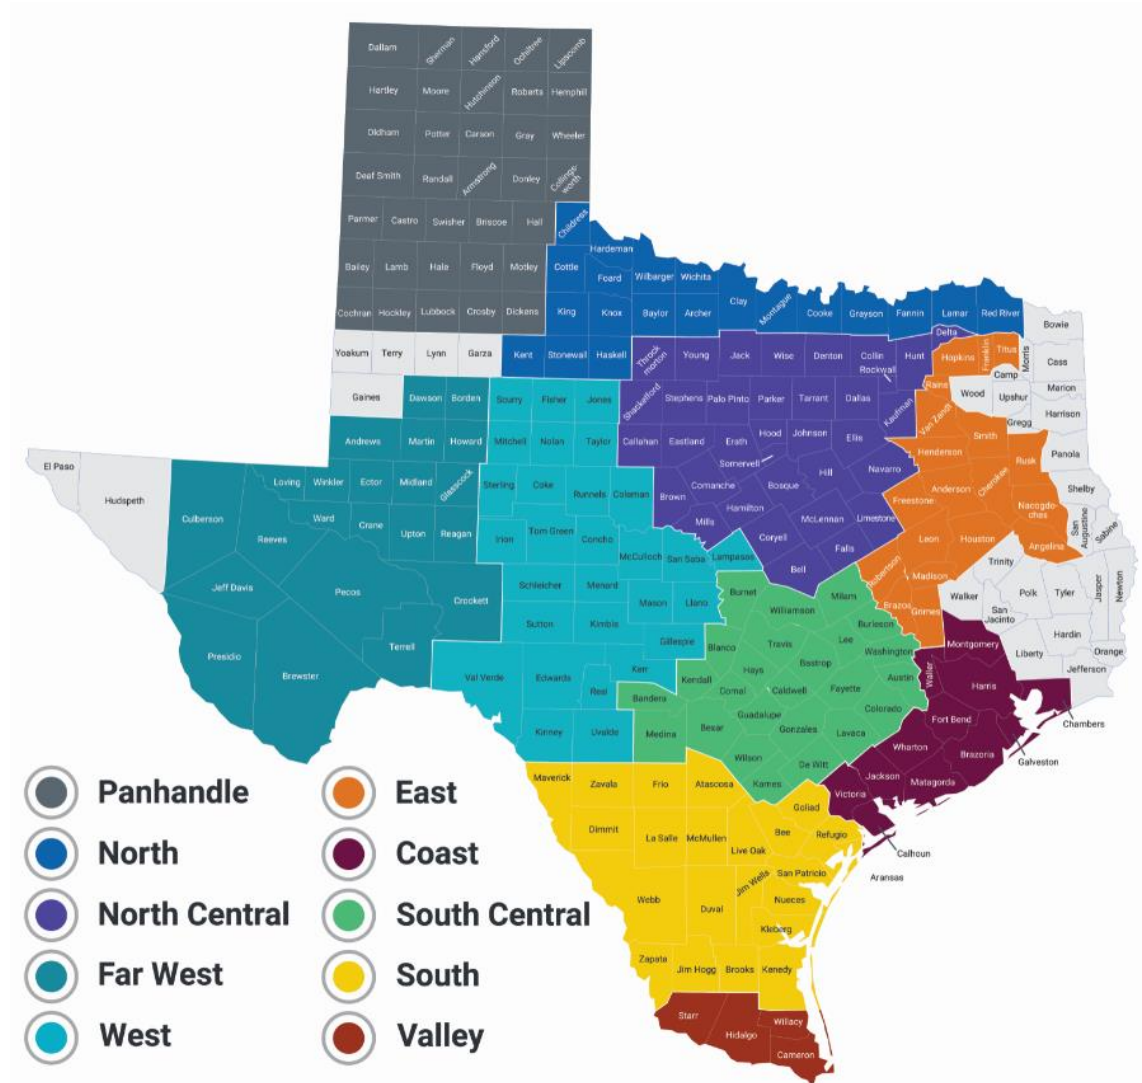 Dallam Sherman Hansford Ochiltree Lipscomb
Hartley Moore Hutchinson Roberts Hemphill
Oldham Potter Carson Gray Wheeler
Deaf Smith Randall Armstrong Donley Collings-
worth
Parmer Castro Swisher Briscoe Hall Childress
Hardeman
Bailey Lamb Hale Floyd Motley Cottle Foard Wilbarger Wichita
Cochran Hockley Lubbock Crosby Dickens King Knox Baylor Archer Clay Montague Cooke Grayson Fannin Lamar Red River
Bowie
Delta
Yoakum Terry Lynn Garza Kent Stonewall Haskell Throck
morton Young Jack Wise Denton Collin Hunt Hopkins Franklin Titus Morris Cass
Rockwall
Camp
Gaines Dawson Borden Scurry Fisher Jones Shackelford Stephens Palo Pinto Parker Tarrant Dallas Kaufman Rains Wood Upshur Marion
Van Zandt Gregg Harrison
Andrews Martin Howard Mitchell Nolan Taylor Callahan Eastland Erath Hood Johnson Ellis Smith
Henderson Rusk Panola
El Paso Hudspeth Somervell
Loving Winkler Ector Midland Glasscock Sterling Coke Runnels Coleman Brown Comanche Bosque Hill Navarro Anderson Cherokee Shelby
Culberson Reeves Ward Crane Upton Reagan Irion Tom Green Concho Mills Hamilton McLennan Limestone Freestone Nacogdo-
ches San
Augustine Sabine
McCulloch San Saba Lampasas Coryell Falls Leon Houston Angelina
Bell Robertson Madison Trinity
Jeff Davis Pecos Crockett Schleicher Menard Mason Llano Burnet Williamson Milam Brazos Grimes Walker San
Jacinto Polk Tyler Jasper Newton
Sutton Kimble Gillespie Blanco Travis Lee Burleson Washington Montgomery Liberty Hardin Orange
Presidio Brewster Terrell Val Verde Edwards Kerr Real Kendall Hays Bastrop Austin Waller Harris Jefferson
Bandera Comal Caldwell Fayette Colorado Fort Bend Chambers
Kinney Uvalde Medina Bexar Guadalupe Gonzales Lavaca Wharton Brazoria Galveston
Wilson De Witt Jackson Matagorda
Maverick Zavala Frio Atascosa Karnes Victoria
Goliad
Dimmit La Salle McMullen Live Oak Bee Refugio Calhoun
Aransas
Webb Duval Jim Wells San Patricio
Nueces
Kleberg
Zapata Jim Hogg Brooks Kenedy
Starr Hidalgo Willacy
Cameron
Panhandle
North
North Central
Far West
West
East
Coast
South Central
South
Valley